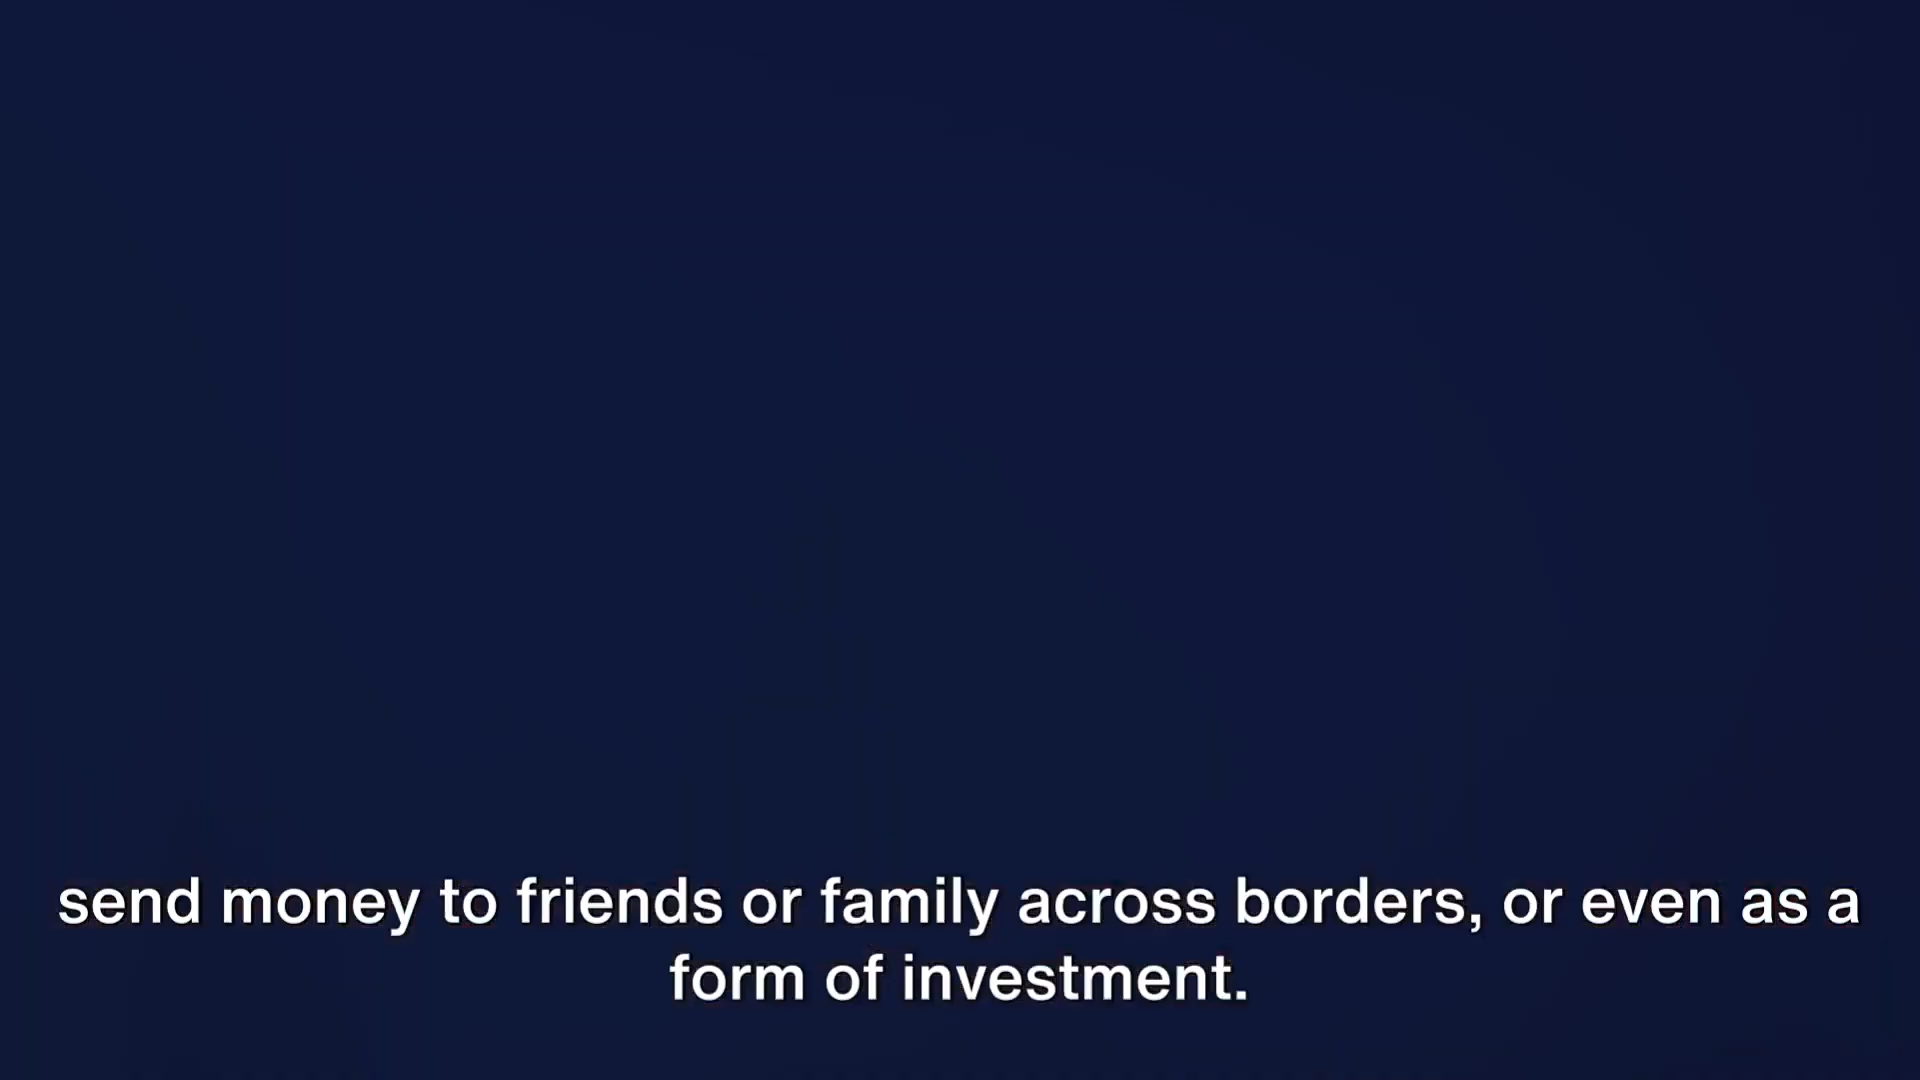 send money to friends or family across borders, or even as a
form of investment.